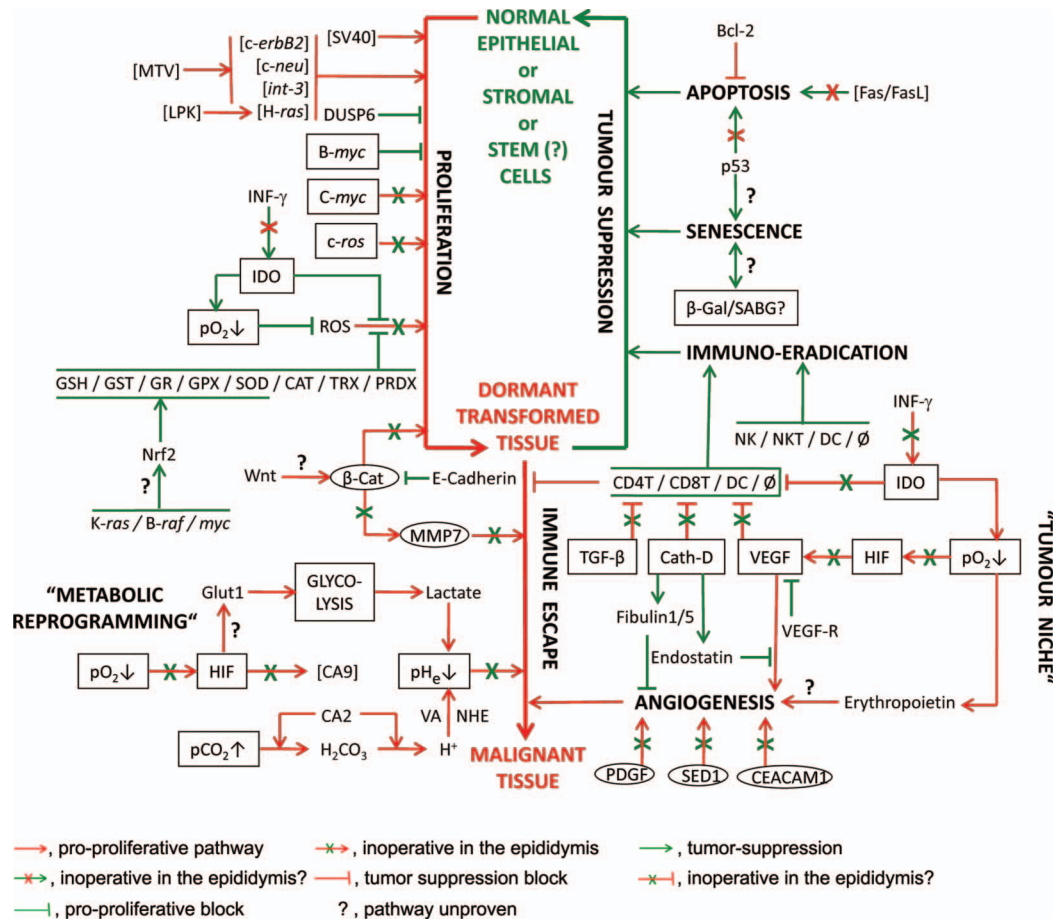 NORMAL
EPITHELIAL
or
STROMAL
or
STEM (?)
CELLS
PROLIFERATION
TUMOUR SUPPRESSION
DORMANT
TRANSFORMED
TISSUE
[MTV]
[LPK]
[c-erbB2]
[c-neu]
[int-3]
[H-ras]
[SV40]
DUSP6
B-myc
C-myc
c-ros
INF-γ
IDO
pO2↓
ROS
GSH / GST / GR / GPX / SOD / CAT / TRX / PRDX
Nrf2
?
K-ras / B-raf / myc
Bcl-2
APOPTOSIS
[Fas/FasL]
p53
?
SENESCENCE
?
β-Gal/SABG?
IMMUNO-ERADICATION
NK / NKT / DC / Ø
INF-γ
Wnt
?
β-Cat
E-Cadherin
MMP7
CD4T / CD8T / DC / Ø
IDO
IMMUNE ESCAPE
TGF-β
Cath-D
VEGF
HIF
pO2↓
"TUMOUR NICHE"
Fibulin1/5
VEGF-R
Endostatin
"METABOLIC
REPROGRAMMING“
Glut1
GLYCO-
LYSIS
Lactate
?
pO2↓
HIF
[CA9]
pHe↓
CA2
VA
NHE
pCO2↑
H2CO3
H+
ANGIOGENESIS
?
Erythropoietin
MALIGNANT
TISSUE
PDGF
SED1
CEACAM1
, pro-proliferative pathway
, inoperative in the epididymis
, tumor-suppression
, inoperative in the epididymis?
, tumor suppression block
, inoperative in the epididymis?
, pro-proliferative block
? , pathway unproven